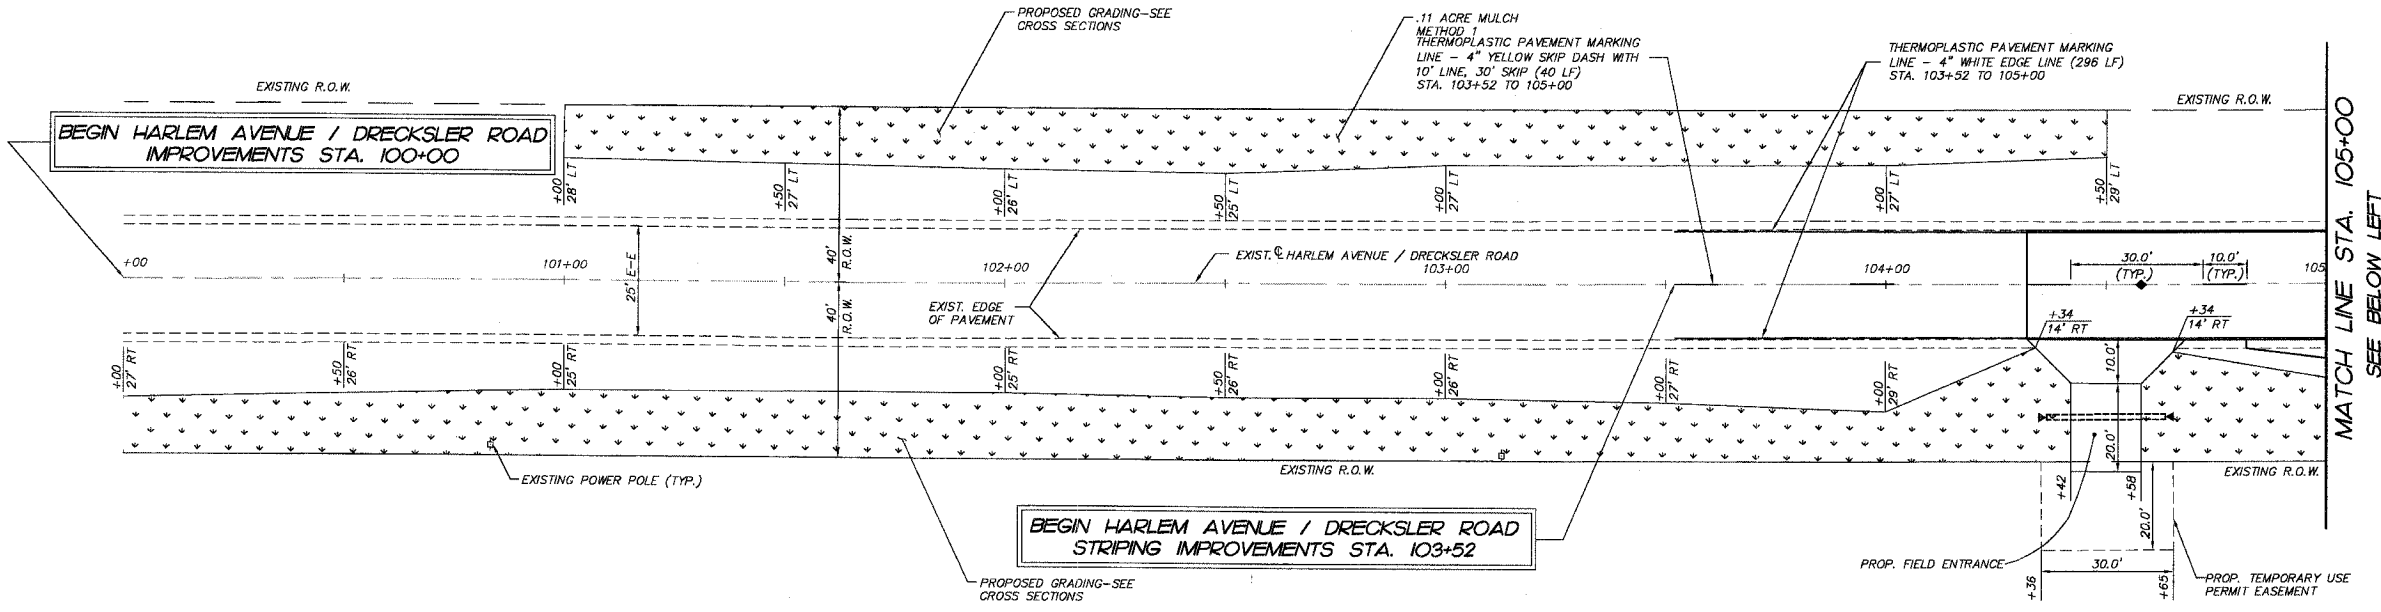 PROPOSED GRADING-SEE
CROSS SECTIONS
.11 ACRE MULCH
METHOD 1
THERMOPLASTIC PAVEMENT MARKING
LINE - 4" YELLOW SKIP DASH WITH
10' LINE, 30' SKIP (40 LF)
STA. 103+52 TO 105+00
THERMOPLASTIC PAVEMENT MARKING
LINE - 4" WHITE EDGE LINE (296 LF)
STA. 103+52 TO 105+00
EXISTING R.O.W.
EXISTING R.O.W.
BEGIN HARLEM AVENUE / DRECKSLER ROAD
IMPROVEMENTS STA. 100+00
+00
28' LT
+50
27' LT
+00
26' LT
+50
25' LT
+00
27' LT
+00
27' LT
+50
29' LT
MATCH LINE STA. 105+00
SEE BELOW LEFT
+00
101+00
25' E-E
40'
R.O.W.
40'
R.O.W.
102+00
EXIST. ℄ HARLEM AVENUE / DRECKSLER ROAD
103+00
104+00
30.0'
(TYP.)
10.0'
(TYP.)
105
EXIST. EDGE
OF PAVEMENT
+34
14' RT
+34
14' RT
+00
27' RT
+50
26' RT
+00
25' RT
+00
25' RT
+50
26' RT
+00
26' RT
+00
27' RT
+00
29' RT
10.0'
20.0'
EXISTING POWER POLE (TYP.)
EXISTING R.O.W.
EXISTING R.O.W.
+42
+58
20.0'
BEGIN HARLEM AVENUE / DRECKSLER ROAD
STRIPING IMPROVEMENTS STA. 103+52
PROP. FIELD ENTRANCE
+36
30.0'
+65
PROP. TEMPORARY USE
PERMIT EASEMENT
PROPOSED GRADING-SEE
CROSS SECTIONS